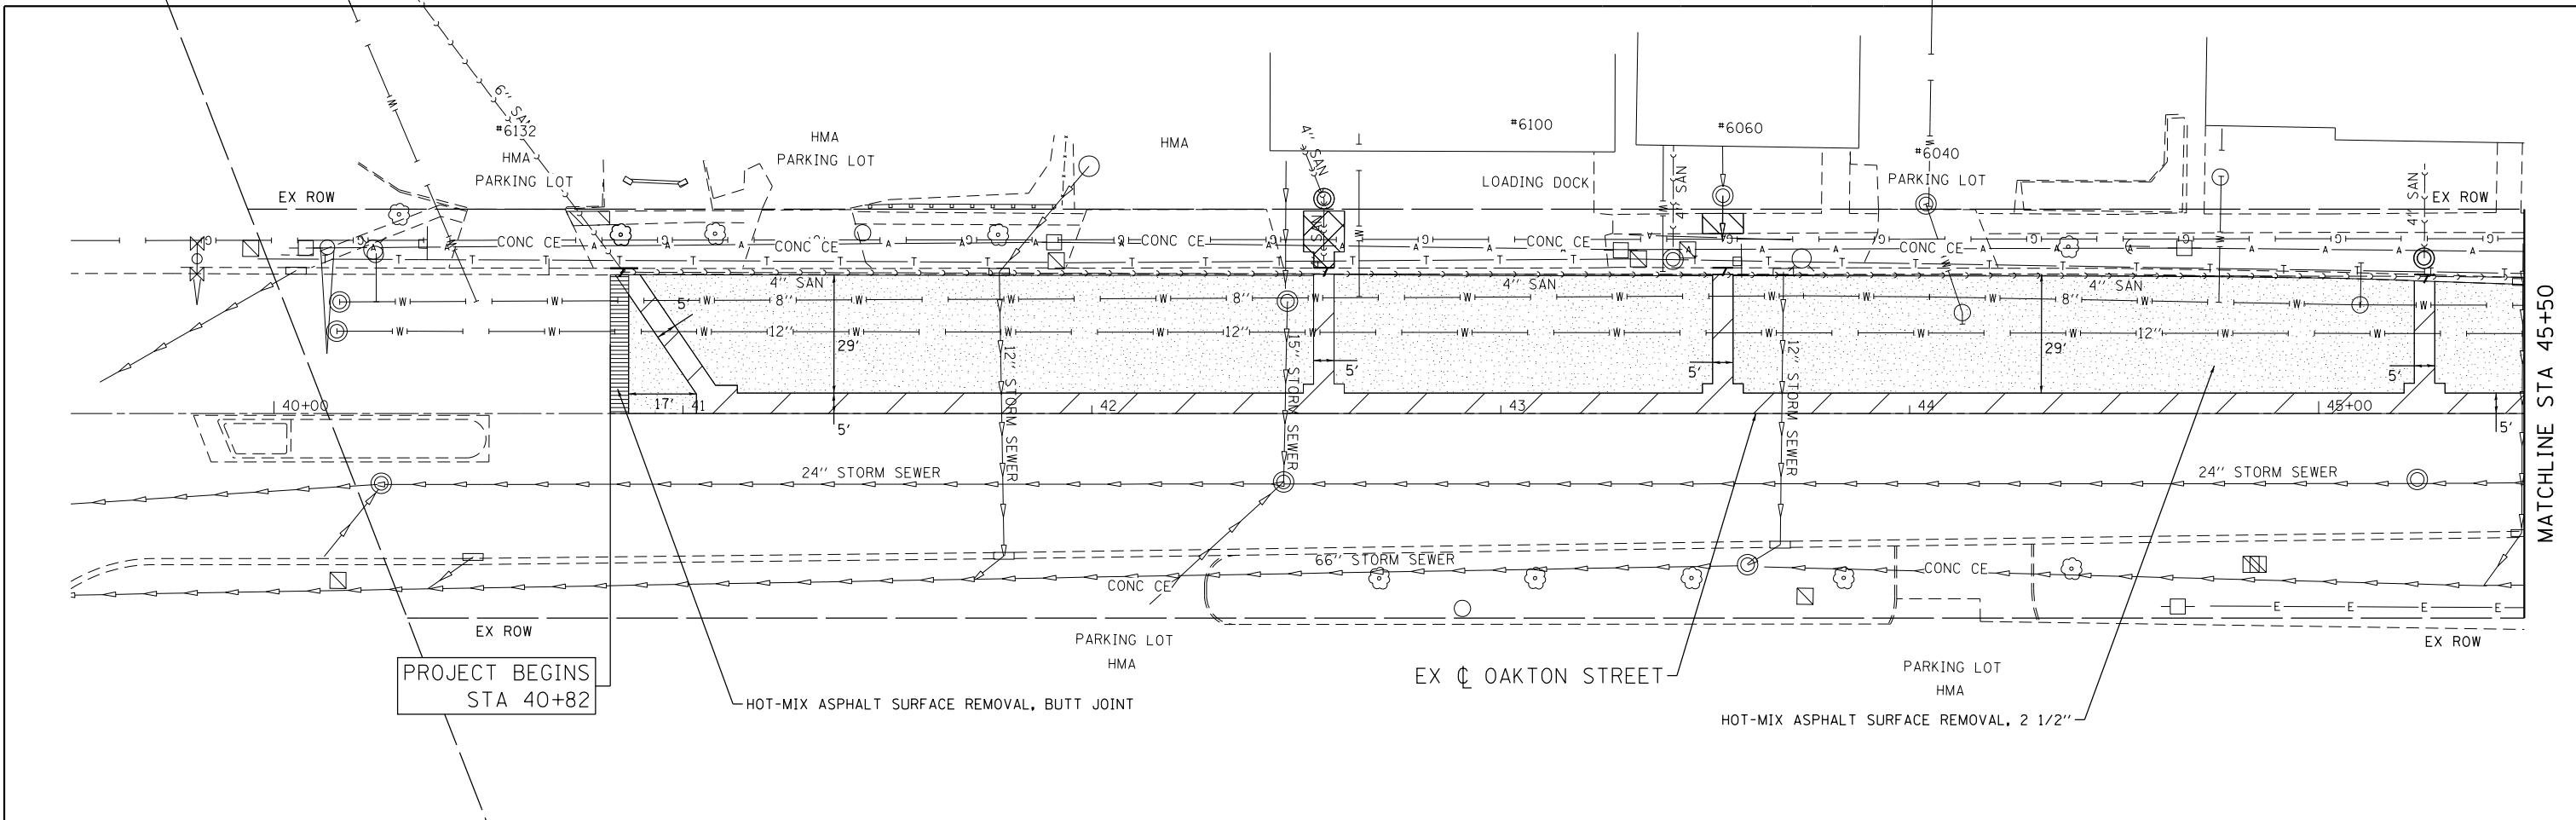 6'' SAN
#6132
HMA
PARKING LOT
HMA
PARKING LOT
HMA
4'' SAN
#6100
LOADING DOCK
#6060
4'' SAN
#6040
PARKING LOT
4'' SAN
EX ROW
EX ROW
CONC CE
CONC CE
CONC CE
SAN
CONC CE
CONC CE
G G G G G G G G G G
A A A A A A A A A A
T T T T T T T T T T
4'' SAN
4'' SAN
4'' SAN
8''
8''
8''
W W W W W W W W W W
12''
12''
12''
W W W W W W W W W W
5'
29'
12'' STORM SEWER
15'' STORM SEWER
5'
5'
12'' STORM SEWER
29'
5'
17'
5'
5'
40+00
41
42
43
44
45+00
MATCHLINE STA 45+50
24'' STORM SEWER
24'' STORM SEWER
66'' STORM SEWER
CONC CE
CONC CE
E E E E
EX ROW
EX ROW
PARKING LOT
HMA
PARKING LOT
HMA
PROJECT BEGINS
STA 40+82
HOT-MIX ASPHALT SURFACE REMOVAL, BUTT JOINT
EX ℄ OAKTON STREET
HOT-MIX ASPHALT SURFACE REMOVAL, 2 1/2''